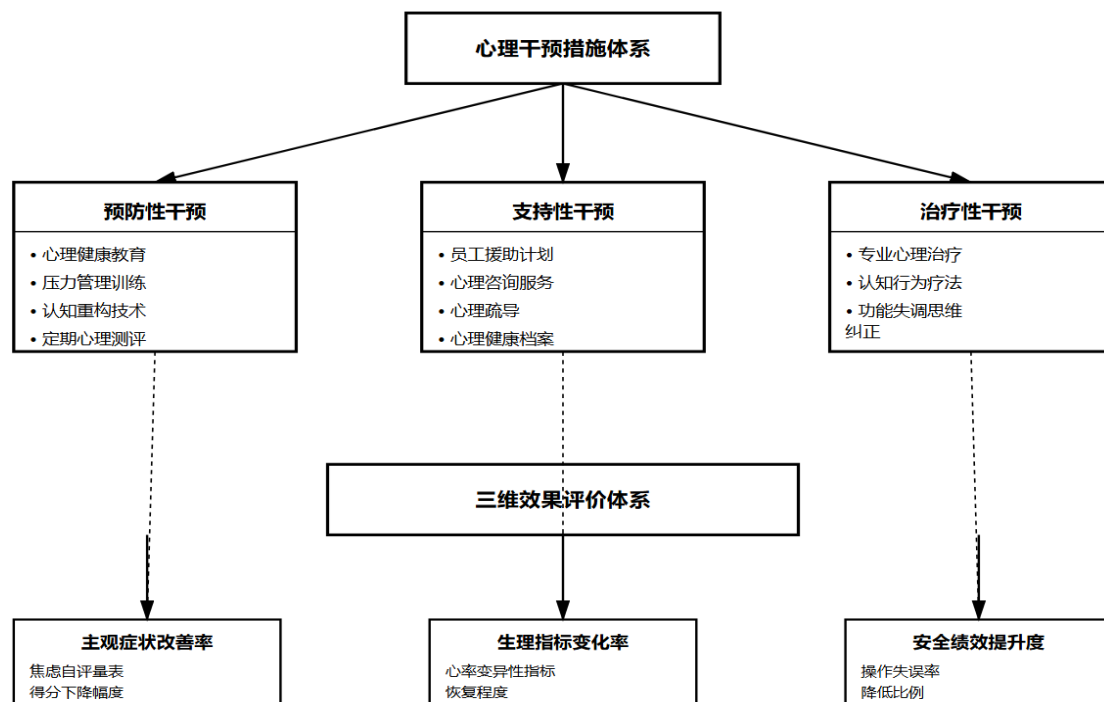 心理干预措施体系
预防性干预
• 心理健康教育
• 压力管理训练
• 认知重构技术
• 定期心理测评
支持性干预
• 员工援助计划
• 心理咨询服务
• 心理疏导
• 心理健康档案
治疗性干预
• 专业心理治疗
• 认知行为疗法
• 功能失调思维
纠正
三维效果评价体系
主观症状改善率
焦虑自评量表
得分下降幅度
生理指标变化率
心率变异性指标
恢复程度
安全绩效提升度
操作失误率
降低比例